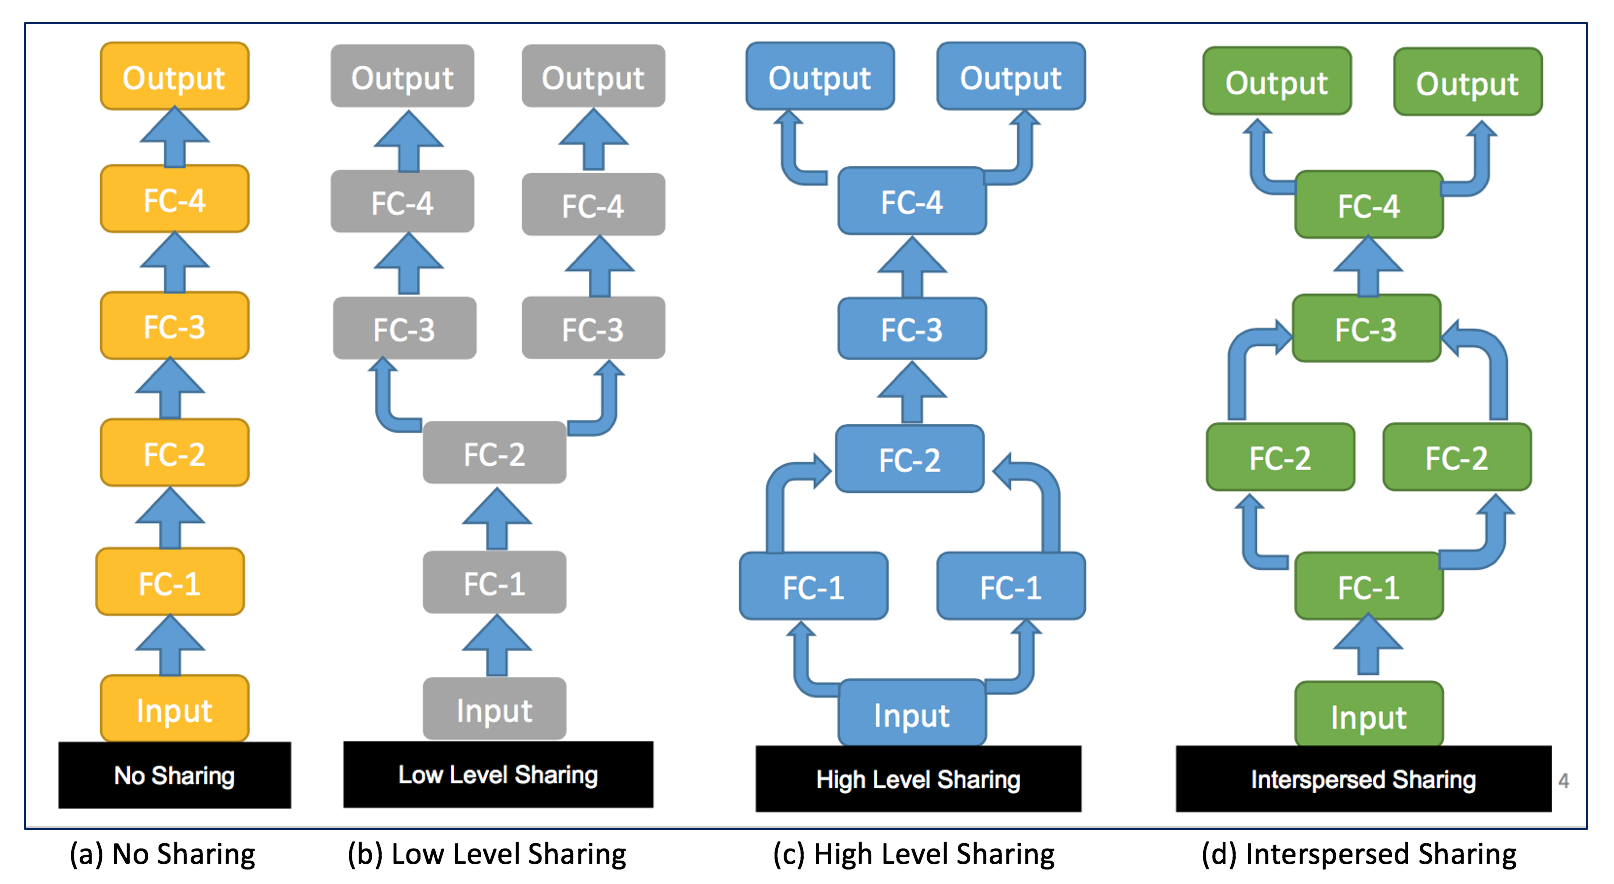 Output
FC-4
FC-3
FC-2
FC-1
Input
No Sharing
Output Output
FC-4 FC-4
FC-3 FC-3
FC-2
FC-1
Input
Low Level Sharing
Output Output
FC-4
FC-3
FC-2
FC-1 FC-1
Input
High Level Sharing
Output Output
FC-4
FC-3
FC-2 FC-2
FC-1
Input
Interspersed Sharing
4
(a) No Sharing
(b) Low Level Sharing
(c) High Level Sharing
(d) Interspersed Sharing